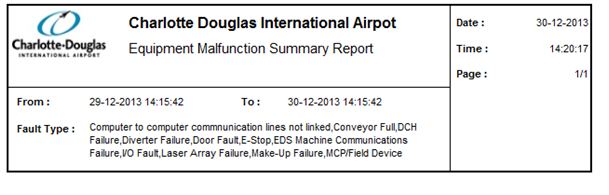 Charlotte-Douglas
INTERNATIONAL AIRPORT
Charlotte Douglas International Airpot
Equipment Malfunction Summary Report
Date : 30-12-2013
Time : 14:20:17
Page : 1/1
From : 29-12-2013 14:15:42 To : 30-12-2013 14:15:42
Fault Type : Computer to computer commnunication lines not linked,Conveyor Full,DCH
Failure,Diverter Failure,Door Fault,E-Stop,EDS Machine Communications
Failure,I/O Fault,Laser Array Failure,Make-Up Failure,MCP/Field Device